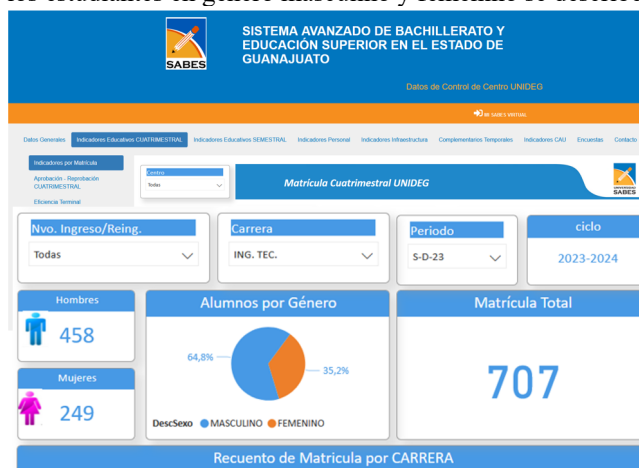 SISTEMA AVANZADO DE BACHILLERATO Y
EDUCACIÓN SUPERIOR EN EL ESTADO DE
GUANAJUATO
SABES
Datos de Control de Centro UNIDEG
MI SABES VIRTUAL
Datos Generales Indicadores Educativos CUATRIMESTRAL Indicadores Educativos SEMESTRAL Indicadores Personal Indicadores Infraestructura Complementarios Temporales Indicadores CAU Encuestas Contacto
Indicadores por Matrícula
Aprobación - Reprobación
CUATRIMESTRAL
Eficiencia Terminal
Centro
Todas
Matrícula Cuatrimestral UNIDEG
SABES
Nvo. Ingreso/Reing.
Todas
Carrera
ING. TEC.
Periodo
S-D-23
ciclo
2023-2024
Hombres
458
Mujeres
249
Alumnos por Género
64,8%
35,2%
DescSexo MASCULINO FEMENINO
Matrícula Total
707
Recuento de Matricula por CARRERA